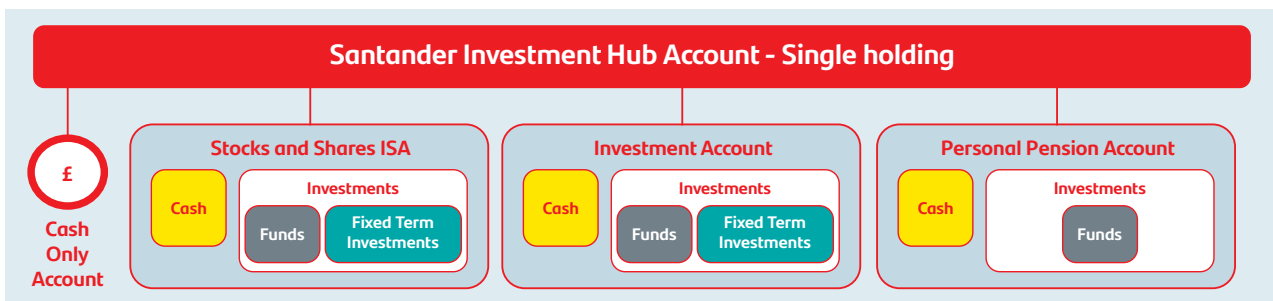 Santander Investment Hub Account - Single holding
£
Cash
Only
Account
Stocks and Shares ISA
Cash
Investments
Funds
Fixed Term
Investments
Investment Account
Cash
Investments
Funds
Fixed Term
Investments
Personal Pension Account
Cash
Investments
Funds